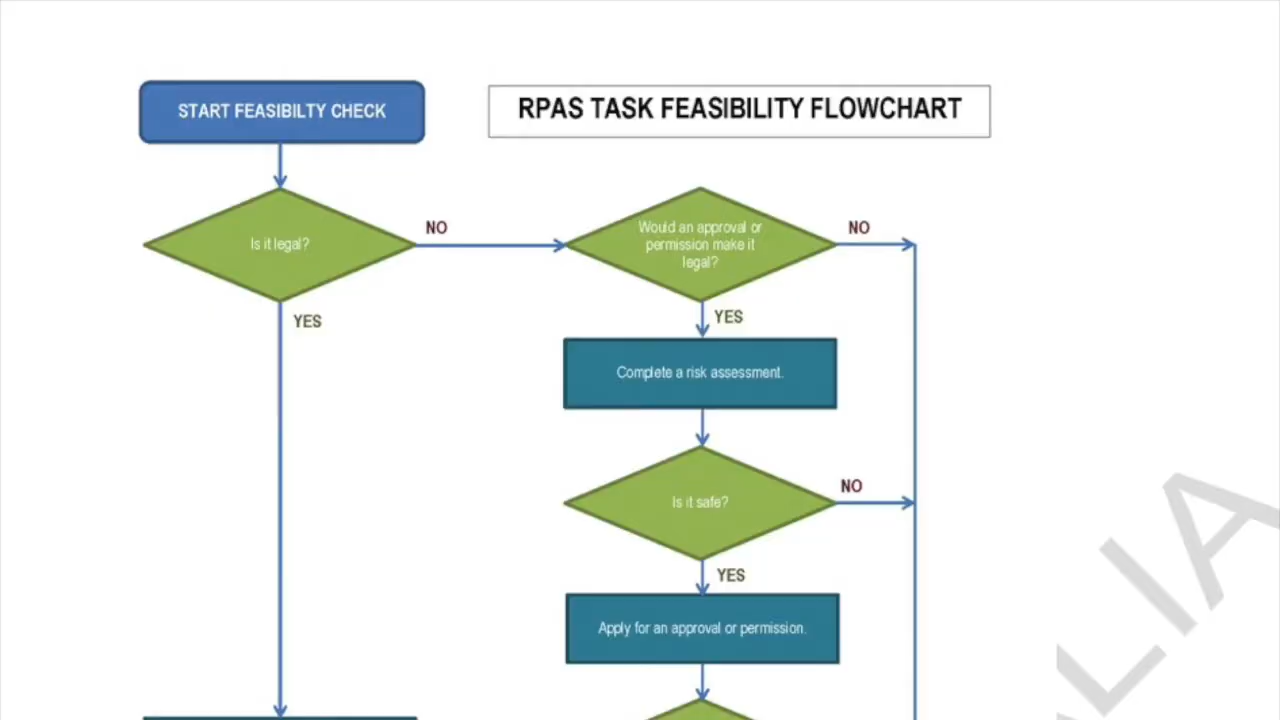 START FEASIBILTY CHECK
RPAS TASK FEASIBILITY FLOWCHART
Is it legal?
NO
Would an approval or
permission make it
legal?
NO
YES
YES
Complete a risk assessment.
Is it safe?
NO
YES
Apply for an approval or permission.
LIA